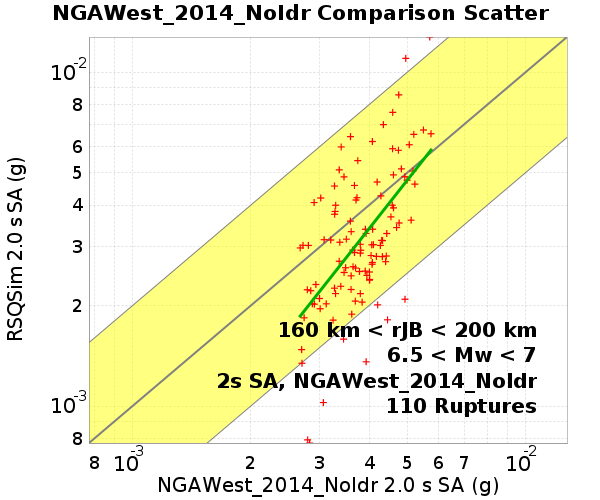 NGAWest_2014_NoIdr Comparison Scatter
RSQSim 2.0 s SA (g)
10-2
8
6
5
4
3
2
10-3
8
160 km < rJB < 200 km
6.5 < Mw < 7
2s SA, NGAWest_2014_NoIdr
110 Ruptures
8 10-3 2 3 4 5 6 7 8 10-2
NGAWest_2014_NoIdr 2.0 s SA (g)